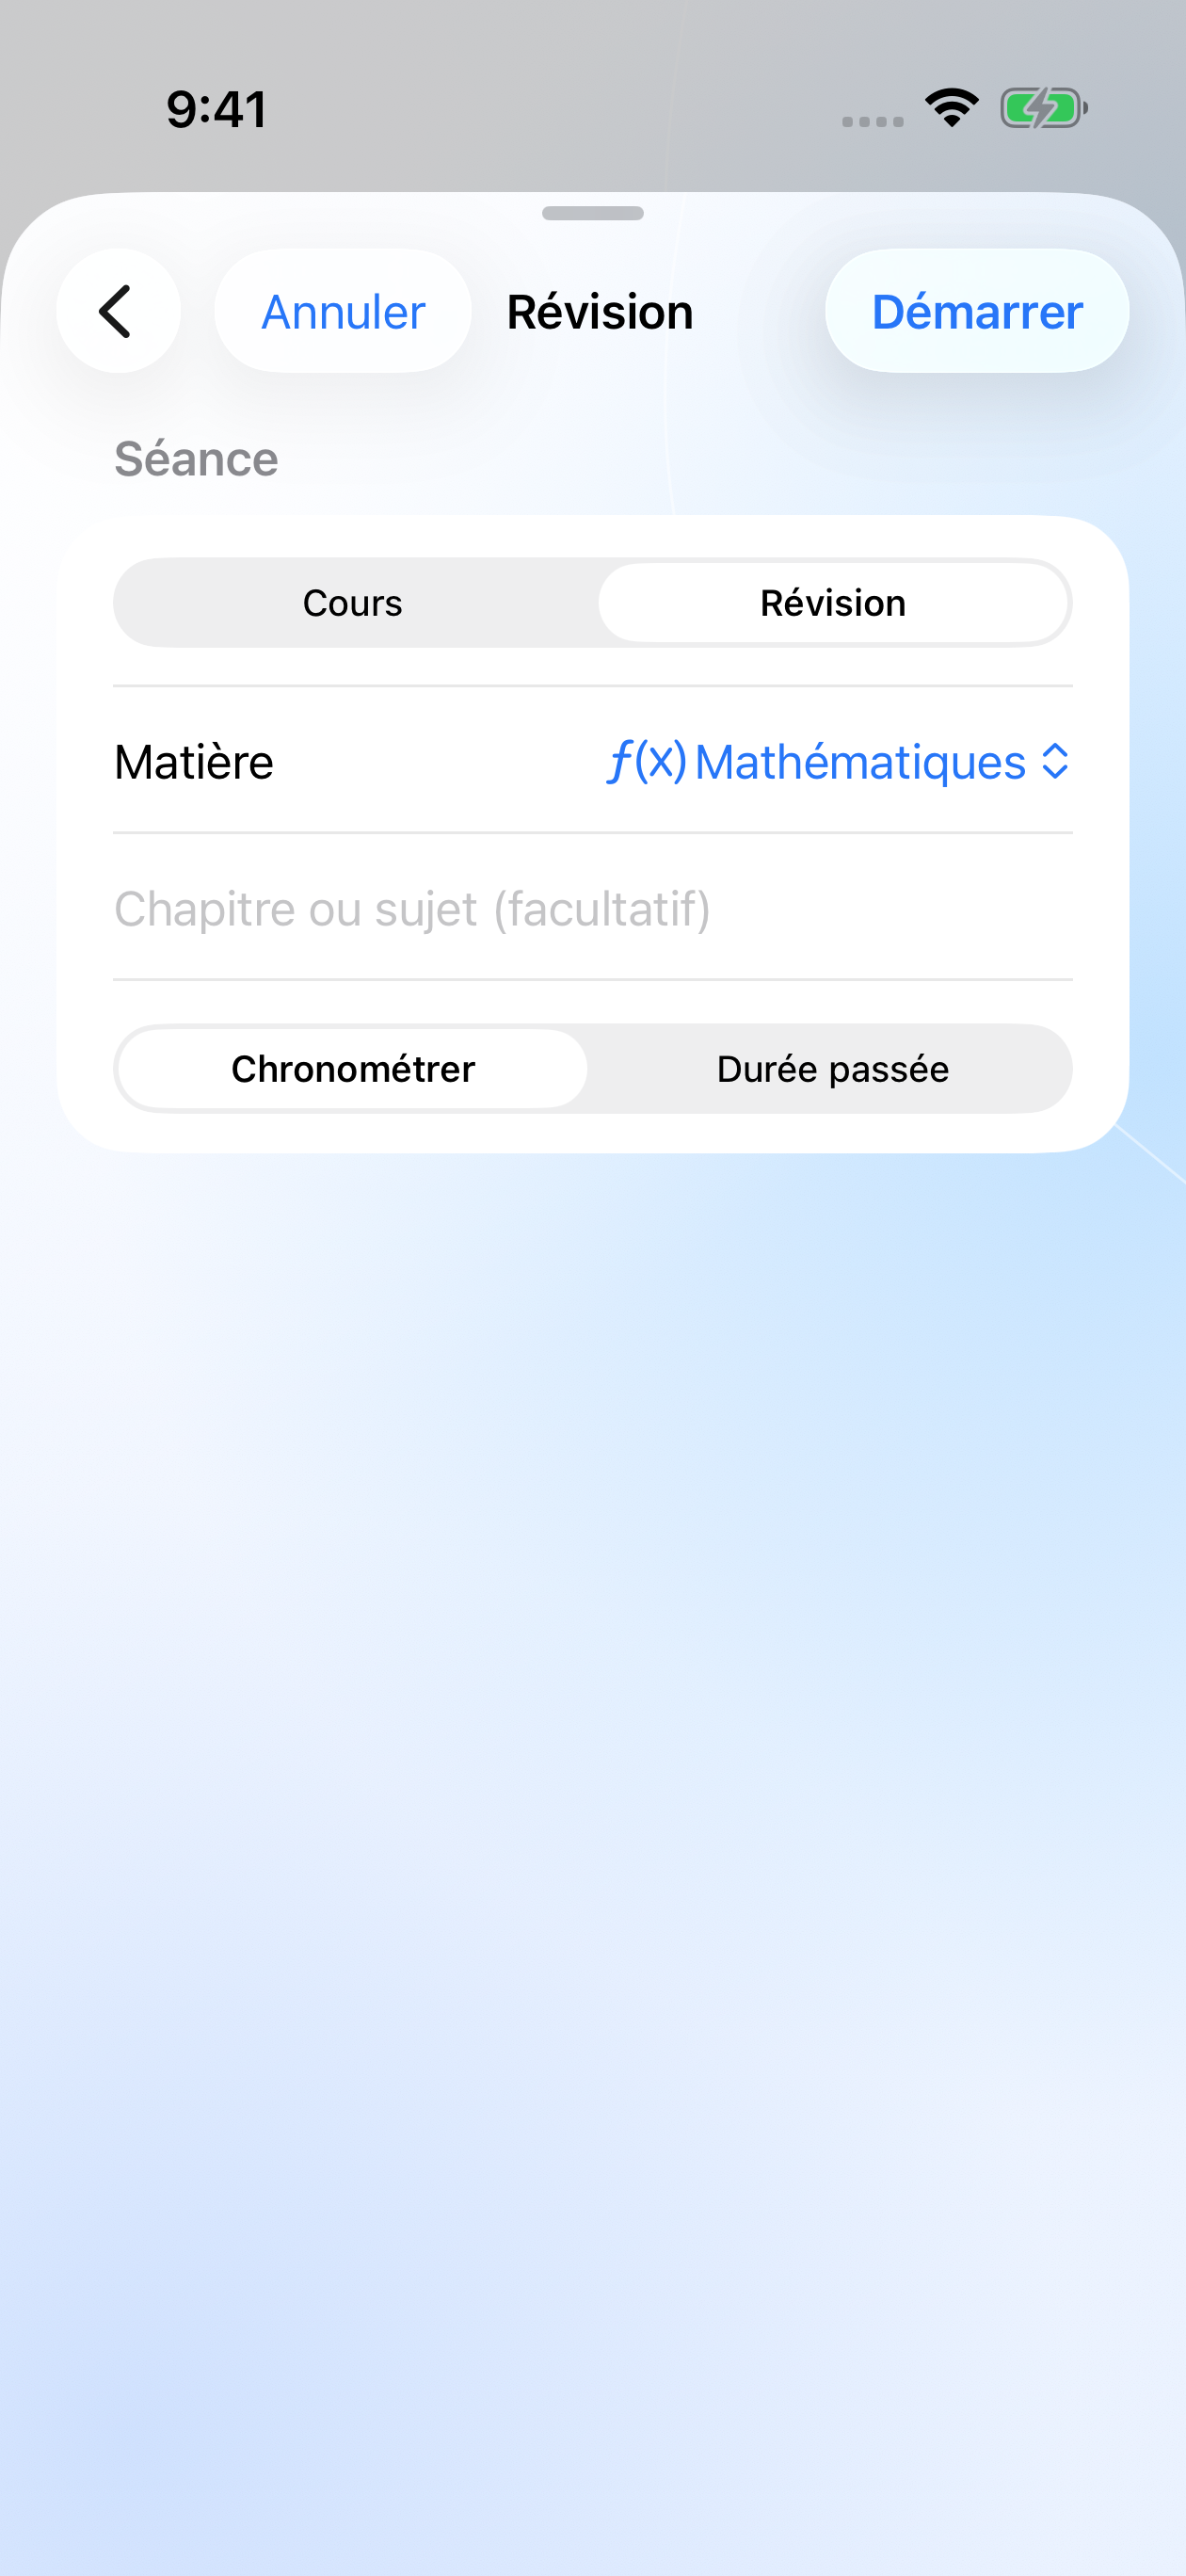 9:41
Annuler Révision Démarrer
Séance
Cours Révision
Matière ƒ(x) Mathématiques
Chapitre ou sujet (facultatif)
Chronométrer Durée passée